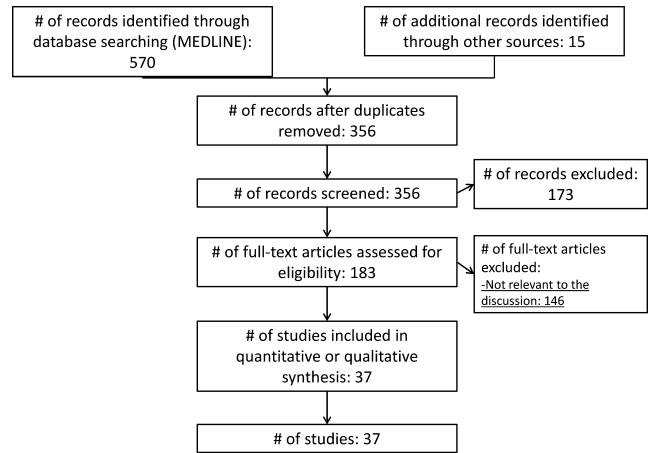 # of records identified through
database searching (MEDLINE):
570
# of additional records identified
through other sources: 15
# of records after duplicates
removed: 356
# of records screened: 356
# of records excluded:
173
# of full-text articles assessed for
eligibility: 183
# of full-text articles
excluded:
-Not relevant to the
discussion: 146
# of studies included in
quantitative or qualitative
synthesis: 37
# of studies: 37